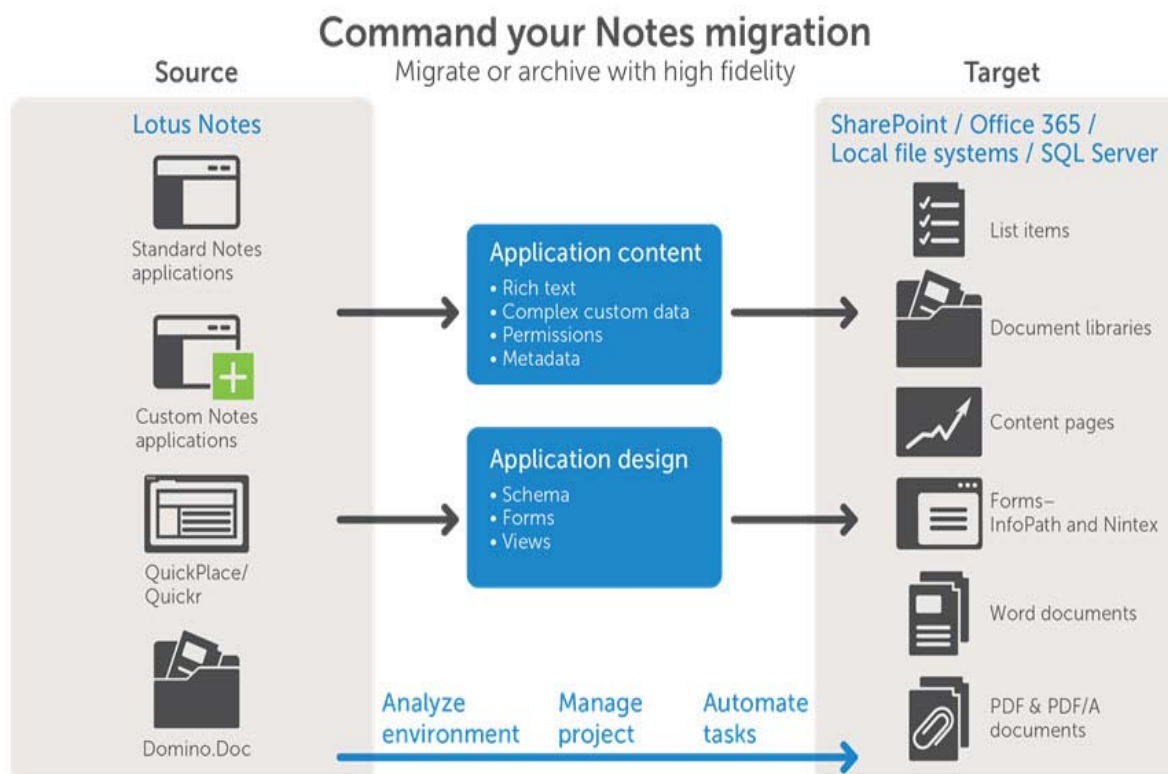 Command your Notes migration
Migrate or archive with high fidelity
Source
Target
Lotus Notes
Standard Notes
applications
Custom Notes
applications
QuickPlace/
Quickr
Domino.Doc
Application content
• Rich text
• Complex custom data
• Permissions
• Metadata
Application design
• Schema
• Forms
• Views
Analyze
environment
Manage
project
Automate
tasks
SharePoint / Office 365 /
Local file systems / SQL Server
List items
Document libraries
Content pages
Forms–
InfoPath and Nintex
Word documents
PDF & PDF/A
documents